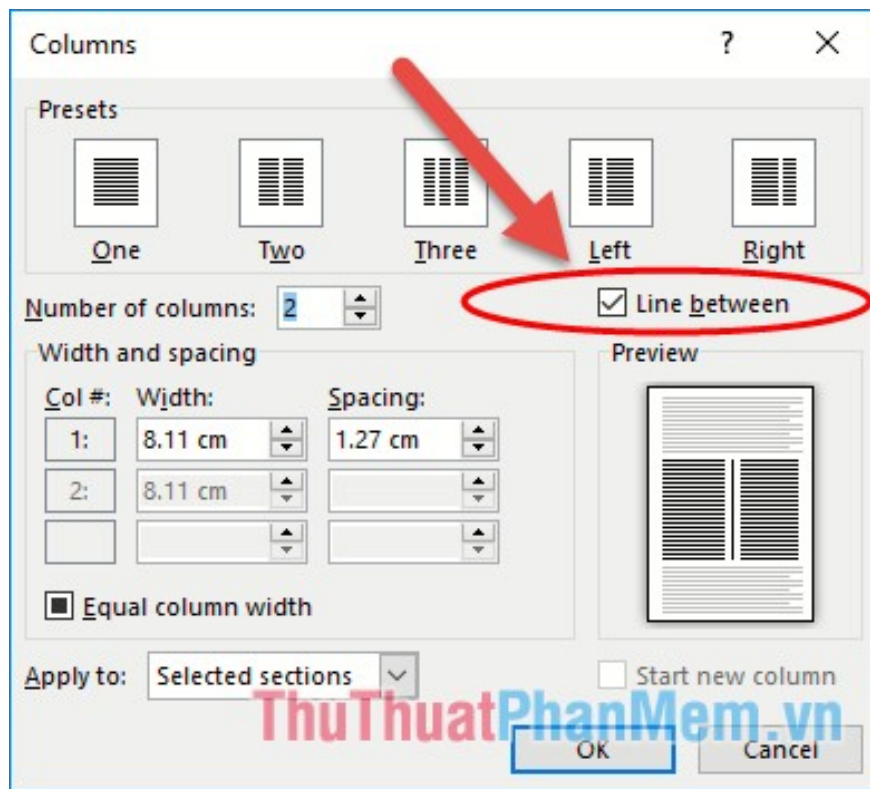 Columns ?
Presets
One Two Three Left Right
Number of columns: 2
Line between
Width and spacing
Col #: Width: Spacing:
1: 8.11 cm 1.27 cm
2: 8.11 cm
Equal column width
Preview
Apply to: Selected sections
Start new column
ThuThuatPhanMem.vn
OK Cancel